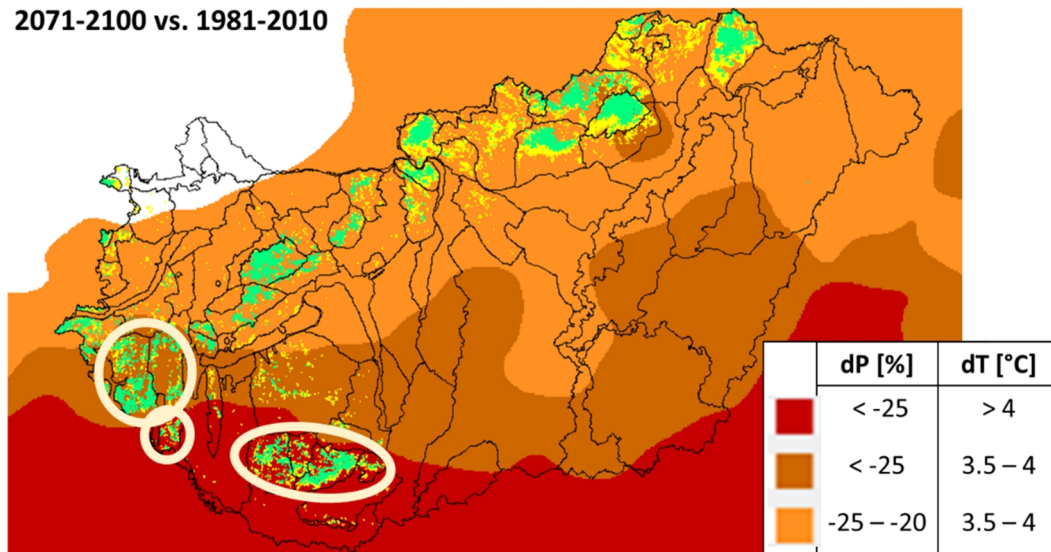 2071-2100 vs. 1981-2010
dP [%] dT [°C]
< -25 > 4
< -25 3.5 – 4
-25 – -20 3.5 – 4